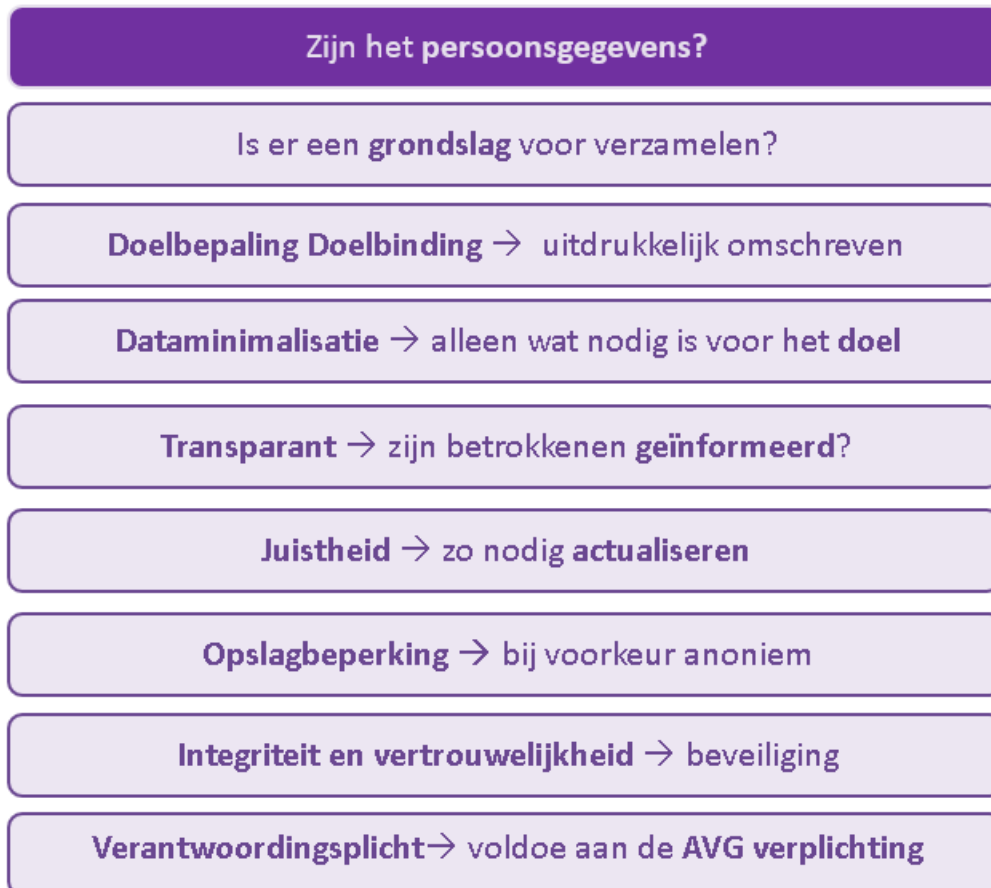 Zijn het persoonsgegevens?
Is er een grondslag voor verzamelen?
Doelbepaling Doelbinding → uitdrukkelijk omschreven
Dataminimalisatie → alleen wat nodig is voor het doel
Transparant → zijn betrokkenen geïnformeerd?
Juistheid → zo nodig actualiseren
Opslagbeperking → bij voorkeur anoniem
Integriteit en vertrouwelijkheid → beveiliging
Verantwoordingsplicht→ voldoe aan de AVG verplichting